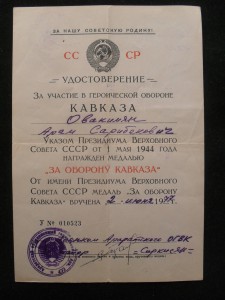 ЗА НАШУ СОВЕТСКУЮ РОДИНУ!
СС СР
УДОСТОВЕРЕНИЕ
ЗА УЧАСТИЕ В ГЕРОИЧЕСКОЙ ОБОРОНЕ
КАВКАЗА
Овакимян
Арам
УКАЗОМ ПРЕЗИДИУМА ВЕРХОВНОГО
СОВЕТА СССР ОТ 1 МАЯ 1944 ГОДА
НАГРАЖДЕН МЕДАЛЬЮ
"ЗА ОБОРОНУ КАВКАЗА"
ОТ ИМЕНИ ПРЕЗИДИУМА ВЕРХОВНОГО
СОВЕТА СССР МЕДАЛЬ „ЗА ОБОРОНУ
КАВКАЗА" ВРУЧЕНА 2 19
У № 010523